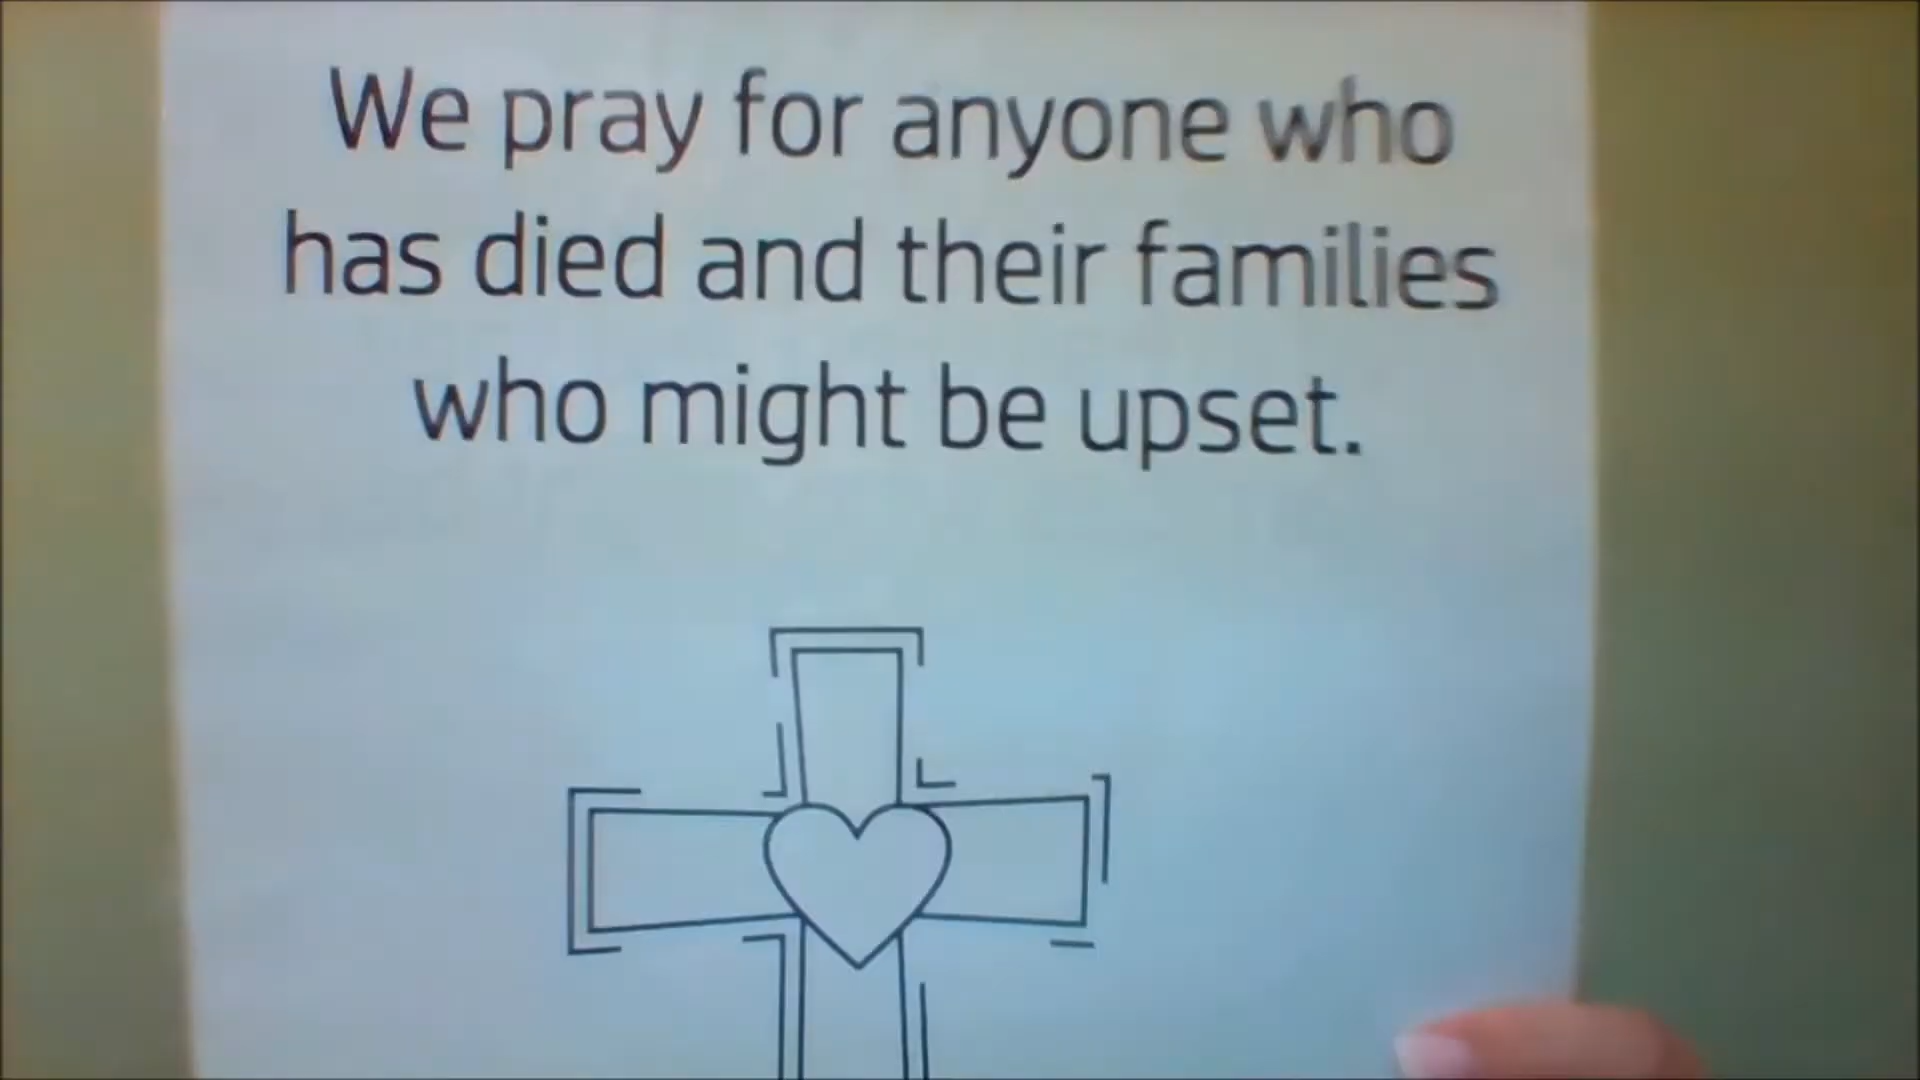 We pray for anyone who
has died and their families
who might be upset.